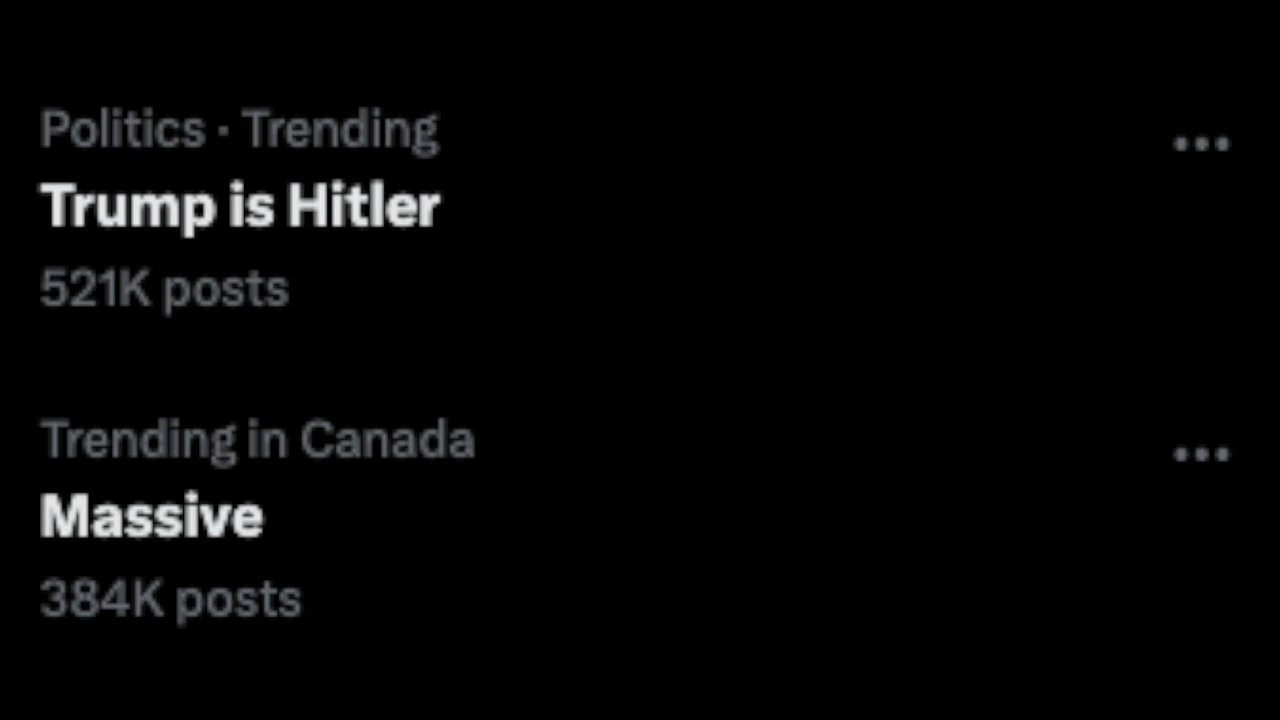 Politics · Trending
Trump is Hitler
521K posts
Trending in Canada
Massive
384K posts